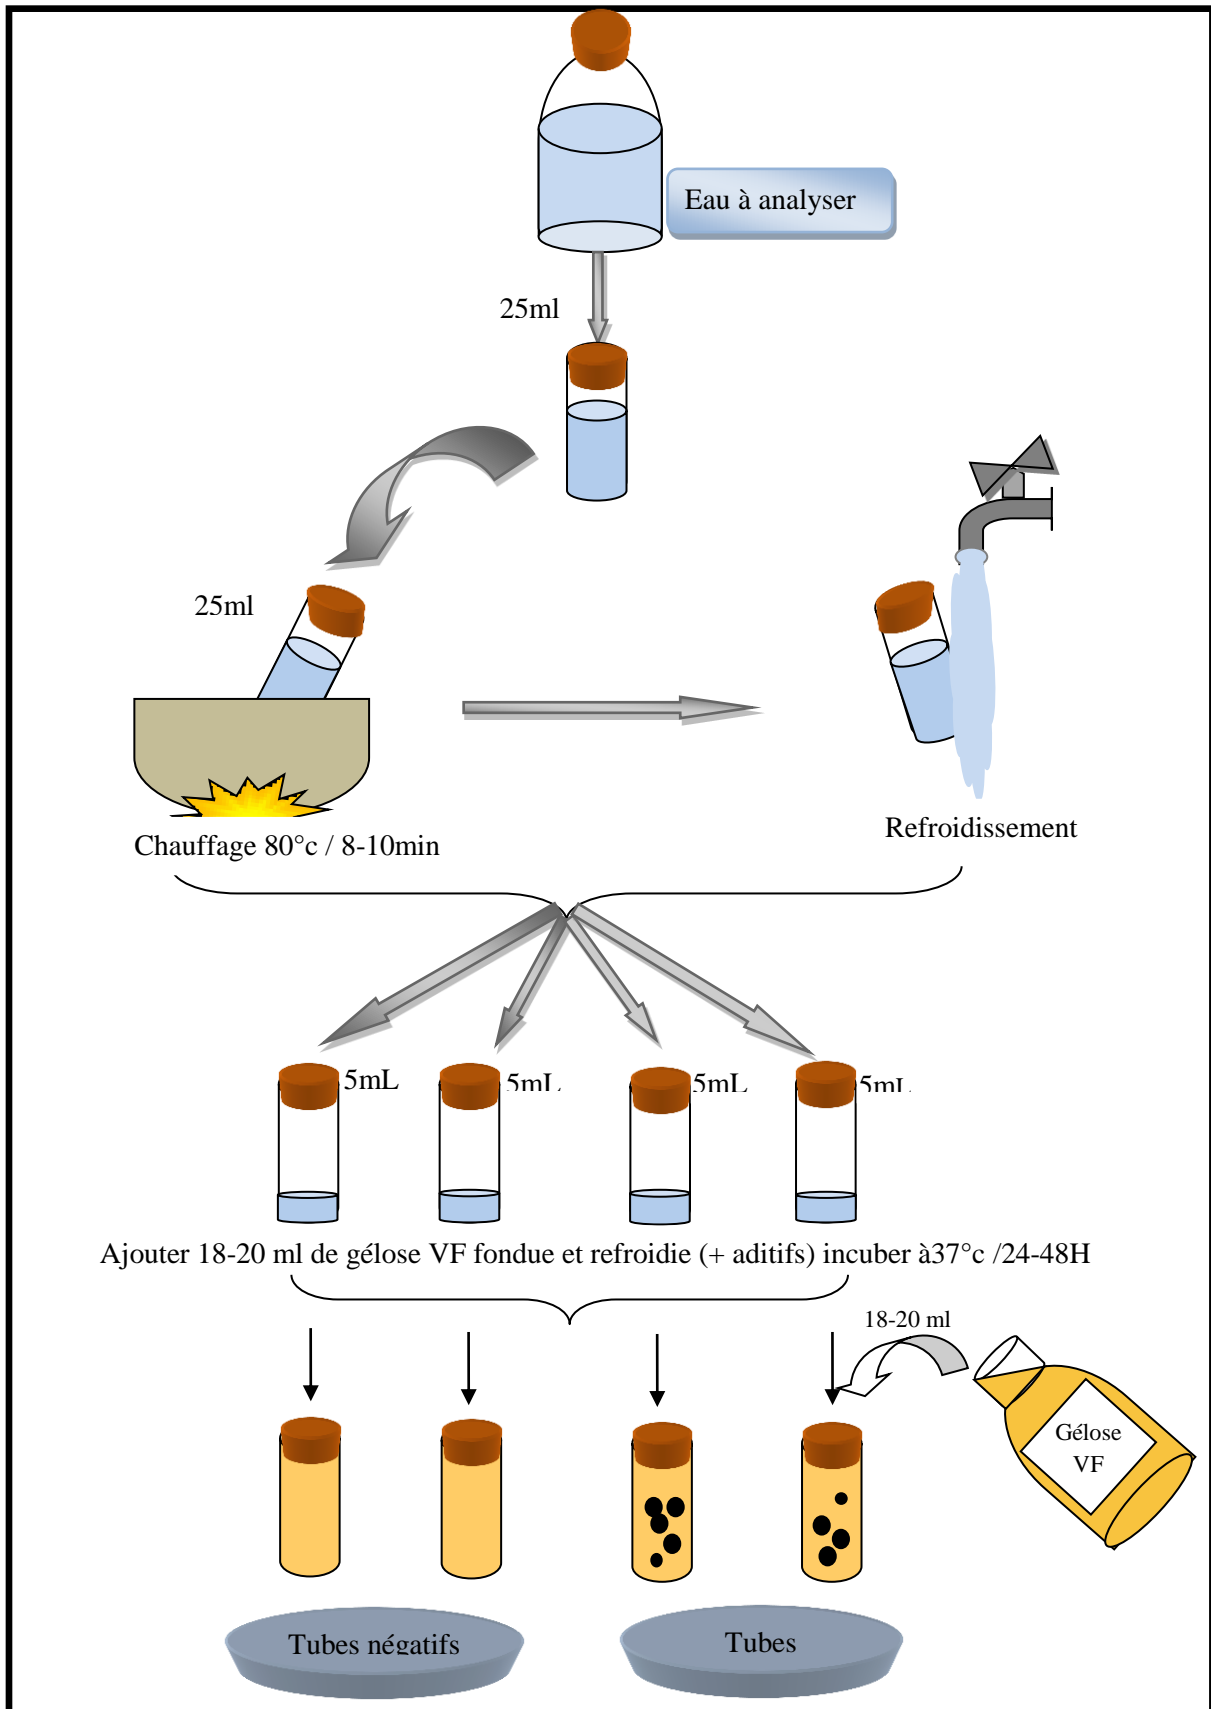 Eau à analyser
25ml
25ml
Chauffage 80°c / 8-10min
Refroidissement
5mL
5mL
5mL
5mL
Ajouter 18-20 ml de gélose VF fondue et refroidie (+ aditifs) incuber à37°c /24-48H
18-20 ml
Gélose
VF
Tubes négatifs
Tubes